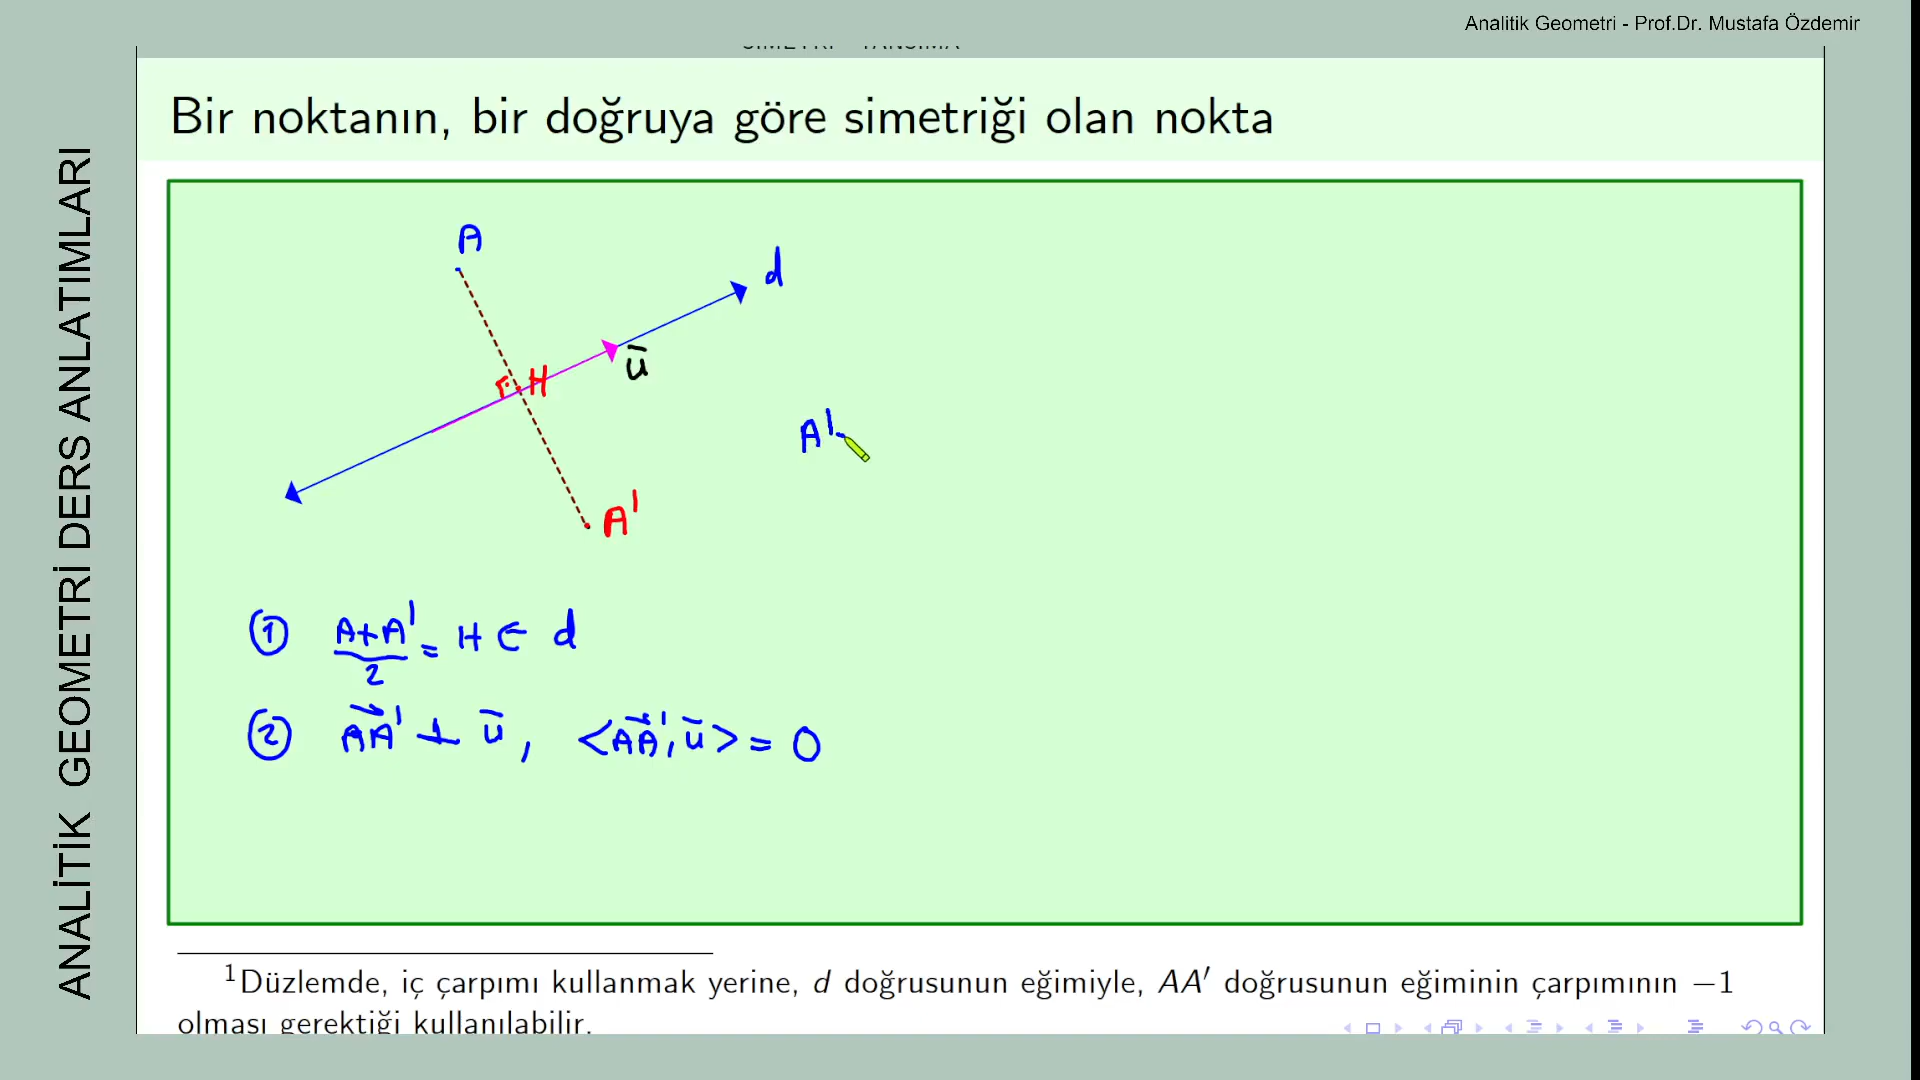 Analitik Geometri - Prof.Dr. Mustafa Özdemir
ANALİTİK GEOMETRİ DERS ANLATIMLARI
Bir noktanın, bir doğruya göre simetriği olan nokta
A
d
u̅
H
A'
A'
① A+A'/2 = H ∈ d
② AA'⃗ ⊥ u̅, <AA'⃗, u̅> = 0
¹Düzlemde, iç çarpımı kullanmak yerine, d doğrusunun eğimiyle, AA′ doğrusunun eğiminin çarpımının −1
olması gerektiği kullanılabilir.